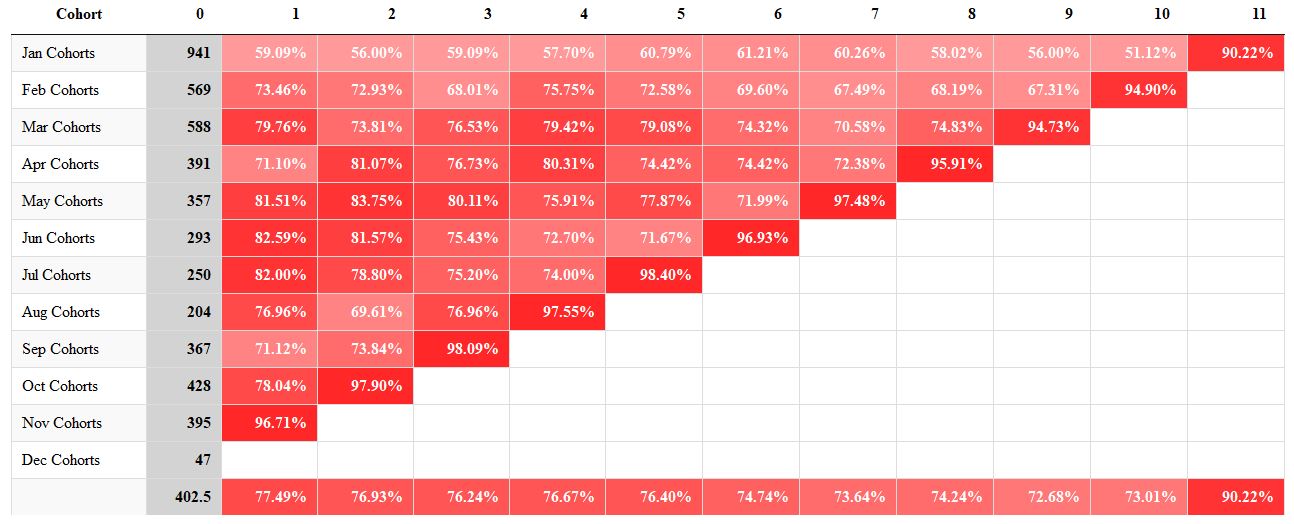 Cohort 0 1 2 3 4 5 6 7 8 9 10 11
Jan Cohorts 941 59.09% 56.00% 59.09% 57.70% 60.79% 61.21% 60.26% 58.02% 56.00% 51.12% 90.22%
Feb Cohorts 569 73.46% 72.93% 68.01% 75.75% 72.58% 69.60% 67.49% 68.19% 67.31% 94.90%
Mar Cohorts 588 79.76% 73.81% 76.53% 79.42% 79.08% 74.32% 70.58% 74.83% 94.73%
Apr Cohorts 391 71.10% 81.07% 76.73% 80.31% 74.42% 74.42% 72.38% 95.91%
May Cohorts 357 81.51% 83.75% 80.11% 75.91% 77.87% 71.99% 97.48%
Jun Cohorts 293 82.59% 81.57% 75.43% 72.70% 71.67% 96.93%
Jul Cohorts 250 82.00% 78.80% 75.20% 74.00% 98.40%
Aug Cohorts 204 76.96% 69.61% 76.96% 97.55%
Sep Cohorts 367 71.12% 73.84% 98.09%
Oct Cohorts 428 78.04% 97.90%
Nov Cohorts 395 96.71%
Dec Cohorts 47
402.5 77.49% 76.93% 76.24% 76.67% 76.40% 74.74% 73.64% 74.24% 72.68% 73.01% 90.22%